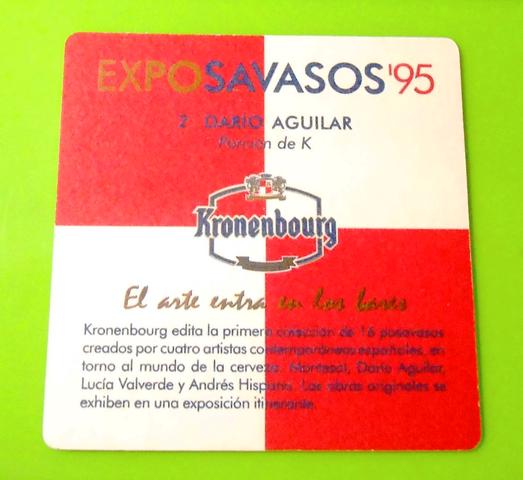 EXPOSAVASOS'95
2 DARIO AGUILAR
Porrón de K
Kronenbourg
El arte entra en los bares
Kronenbourg edita la primera colección de 16 posavasos
creados por cuatro artistas contemporáneos españoles, en
torno al mundo de la cerveza. Montesol, Darío Aguilar,
Lucía Valverde y Andrés Hispano. Las obras originales se
exhiben en una exposición itinerante.